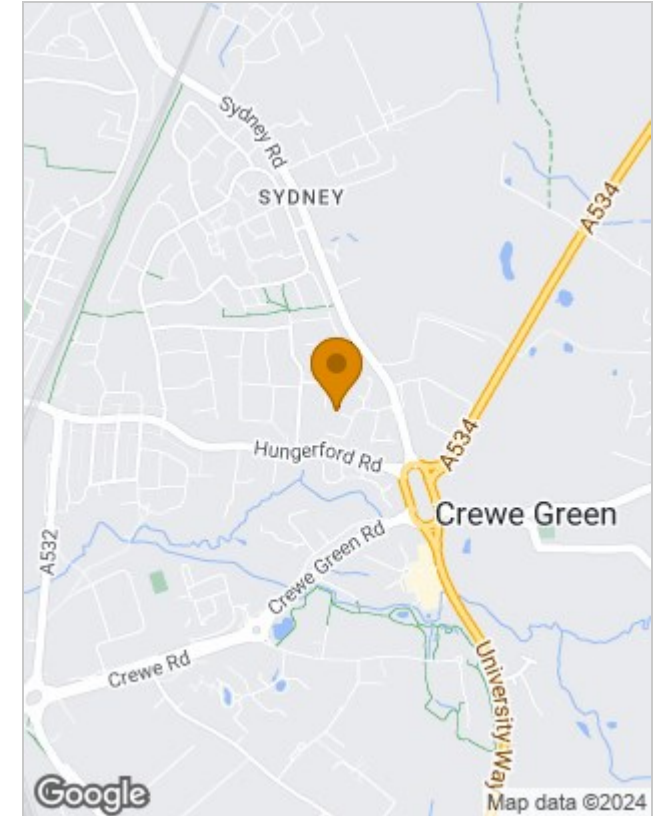 Sydney Rd
SYDNEY
A534
A534
Hungerford Rd
Crewe Green
A532
Crewe Green Rd
Crewe Rd
University Way
Google
Map data ©2024